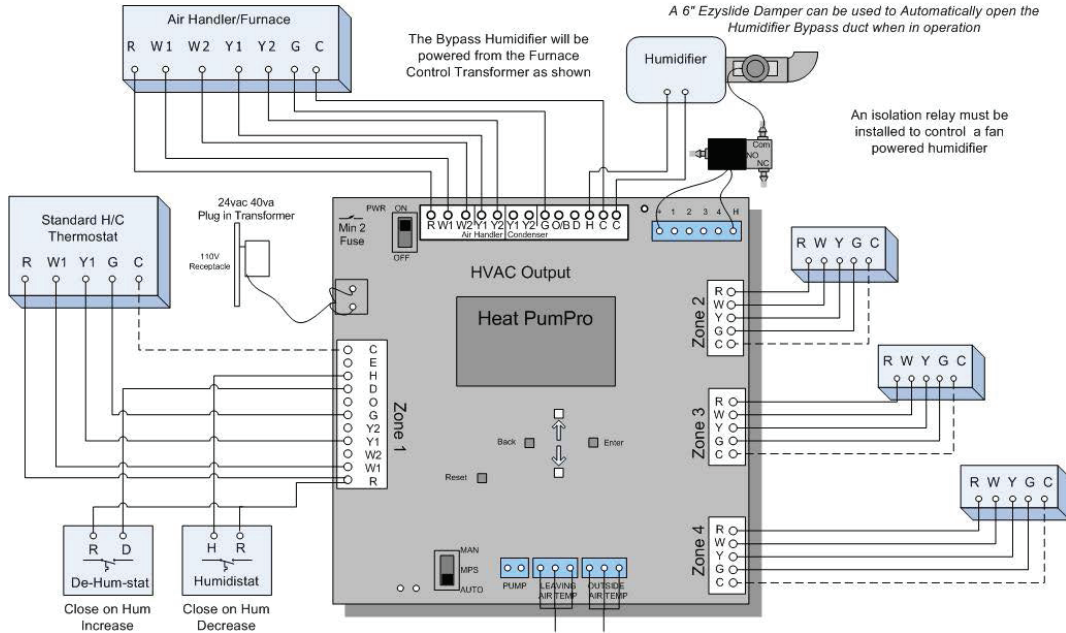 Air Handler/Furnace
R W1 W2 Y1 Y2 G C
The Bypass Humidifier will be
powered from the Furnace
Control Transformer as shown
A 6" Ezyslide Damper can be used to Automatically open the
Humidifier Bypass duct when in operation
Humidifier
An isolation relay must be
installed to control a fan
powered humidifier
Com
NO
NC
Standard H/C
Thermostat
R W1 Y1 G C
24vac 40va
Plug in Transformer
110V
Receptacle
PWR ON
OFF
Min 2
Fuse
R W1 W2 Y1 Y2 Y1 Y2 G O/B D H C C
Air Handler Condenser
+ 1 2 3 4 H
HVAC Output
Heat PumPro
Zone 1
C
E
H
D
O
G
Y2
Y1
W2
W1
R
Back
Enter
Reset
Zone 2
R
W
Y
G
C
R W Y G C
Zone 3
R
W
Y
G
C
R W Y G C
Zone 4
R
W
Y
G
C
R W Y G C
R D
De-Hum-stat
Close on Hum
Increase
H R
Humidistat
Close on Hum
Decrease
MAN
MPS
AUTO
PUMP
LEAVING
AIR TEMP
OUTSIDE
AIR TEMP